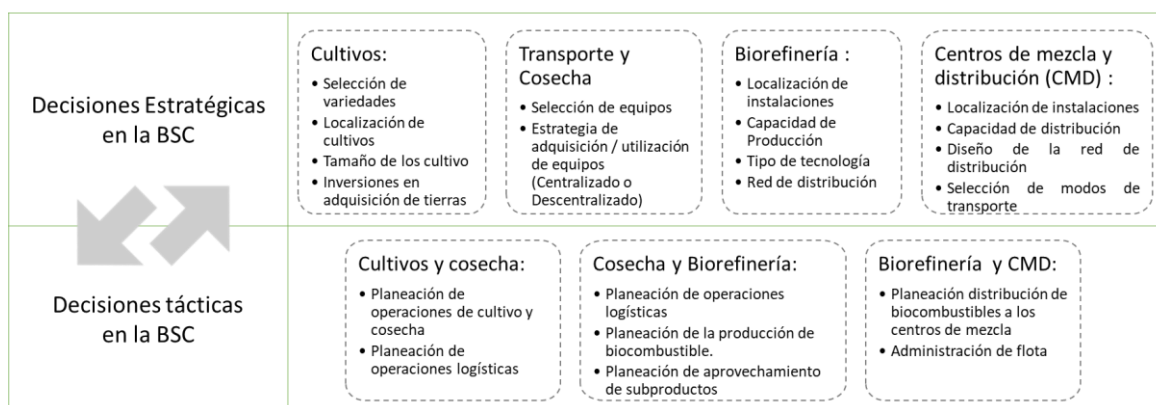 Decisiones Estratégicas
en la BSC
Cultivos:
• Selección de
variedades
• Localización de
cultivos
• Tamaño de los cultivo
• Inversiones en
adquisición de tierras
Transporte y
Cosecha
• Selección de equipos
• Estrategia de
adquisición / utilización
de equipos
(Centralizado o
Descentralizado)
Biorefinería :
• Localización de
instalaciones
• Capacidad de
Producción
• Tipo de tecnología
• Red de distribución
Centros de mezcla y
distribución (CMD) :
• Localización de instalaciones
• Capacidad de distribución
• Diseño de la red de
distribución
• Selección de modos de
transporte
Decisiones tácticas
en la BSC
Cultivos y cosecha:
• Planeación de
operaciones de cultivo y
cosecha
• Planeación de
operaciones logísticas
Cosecha y Biorefinería:
• Planeación de operaciones
logísticas
• Planeación de la producción de
biocombustible.
• Planeación de aprovechamiento
de subproductos
Biorefinería y CMD:
• Planeación distribución de
biocombustibles a los
centros de mezcla
• Administración de flota